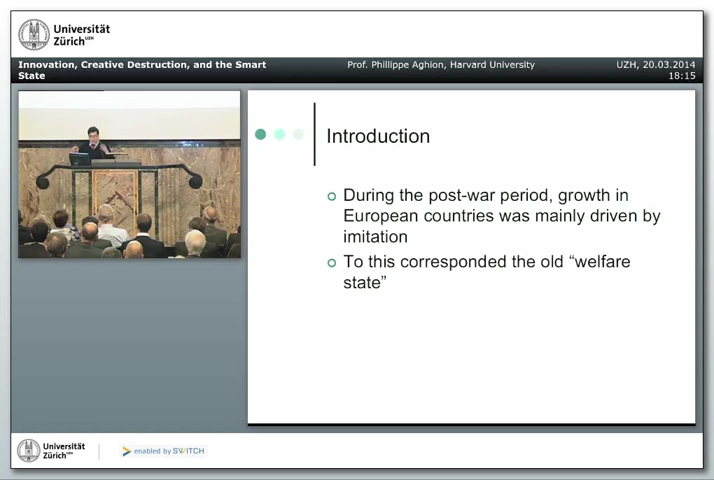 Universität
Zürich UZH
Innovation, Creative Destruction, and the Smart
State
Prof. Phillippe Aghion, Harvard University
UZH, 20.03.2014
18:15
Introduction
During the post-war period, growth in
European countries was mainly driven by
imitation
To this corresponded the old “welfare
state”
Universität
Zürich UZH
enabled by SWITCH